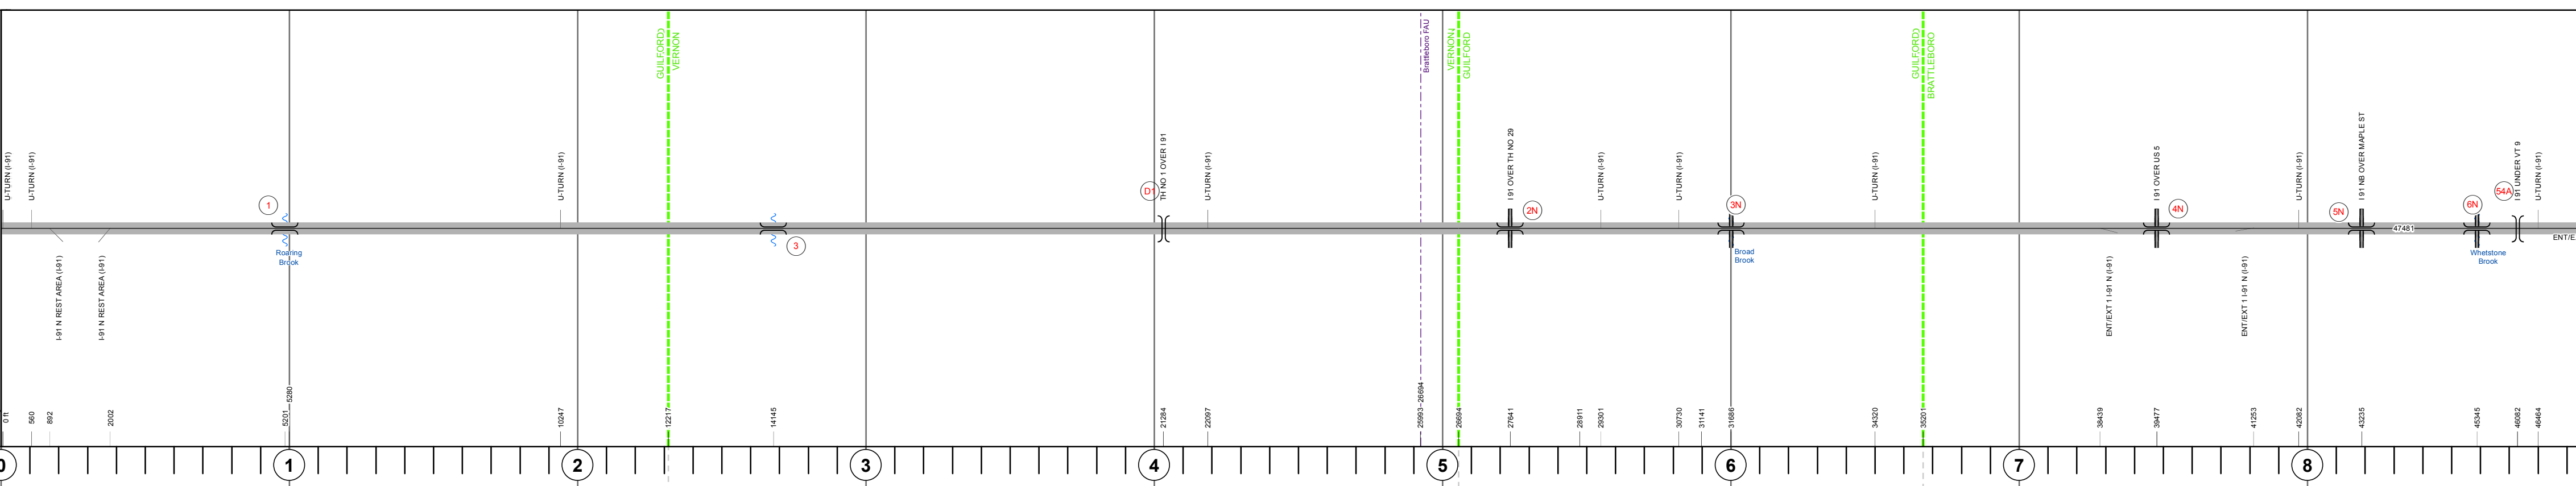 GUILFORD
VERNON
Brattleboro FAU
VERNON
GUILFORD
GUILFORD
BRATTLEBORO
U-TURN (I-91)
U-TURN (I-91)
1
U-TURN (I-91)
D1
TH NO 1 OVER I 91
U-TURN (I-91)
I 91 OVER TH NO 29
2N
U-TURN (I-91)
U-TURN (I-91)
3N
U-TURN (I-91)
I 91 OVER US 5
4N
U-TURN (I-91)
5N
I 91 NB OVER MAPLE ST
6N
54A
I 91 UNDER VT 9
U-TURN (I-91)
I-91 N REST AREA (I-91)
I-91 N REST AREA (I-91)
Roaring
Brook
3
Broad
Brook
ENT/EXT 1 I-91 N (I-91)
ENT/EXT 1 I-91 N (I-91)
47481
Whetstone
Brook
ENT/E
0 ft
560
892
2002
5201
5280
10247
12217
14145
21284
22097
25993-26694
26694
27641
28911
29301
30730
31141
31686
34320
35201
38439
39477
41253
42082
43235
45345
46082
46464
0
1
2
3
4
5
6
7
8